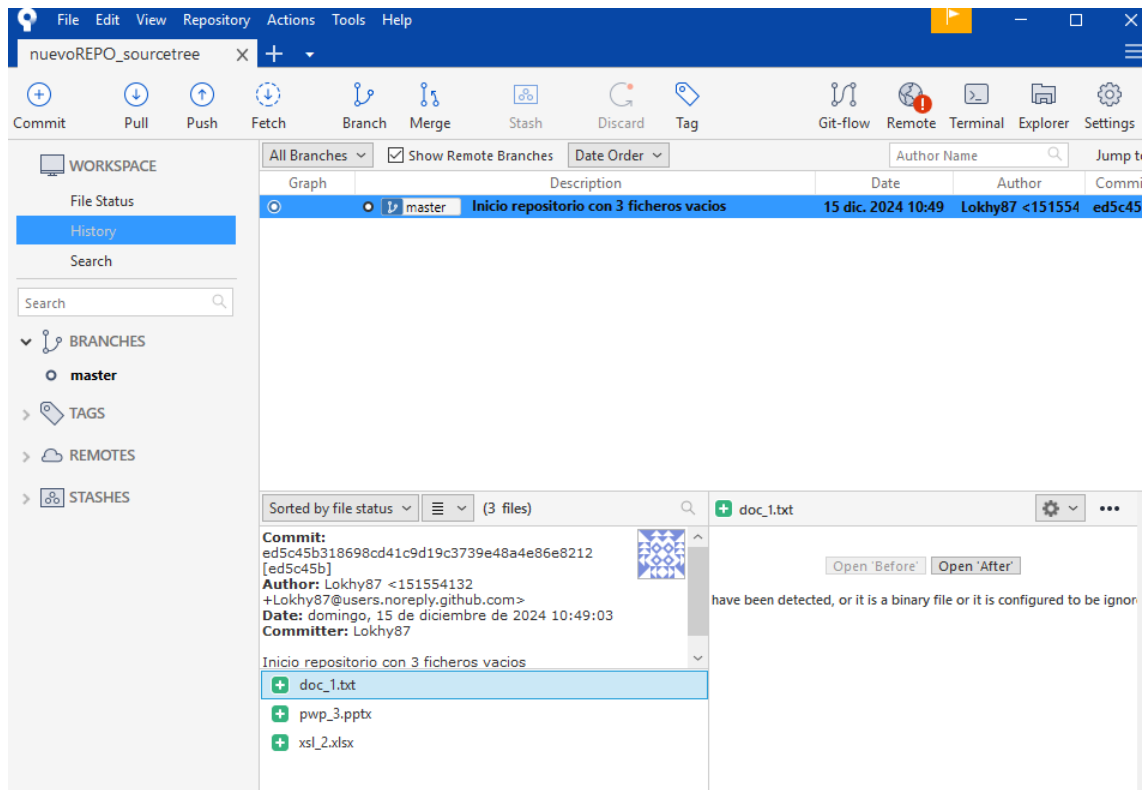 File Edit View Repository Actions Tools Help
nuevoREPO_sourcetree
Commit Pull Push Fetch Branch Merge Stash Discard Tag Git-flow Remote Terminal Explorer Settings
WORKSPACE
File Status
History
Search
Search
BRANCHES
master
TAGS
REMOTES
STASHES
All Branches Show Remote Branches Date Order Author Name Jump to
Graph Description Date Author Commi
master Inicio repositorio con 3 ficheros vacios 15 dic. 2024 10:49 Lokhy87 <151554 ed5c45
Sorted by file status (3 files)
Commit:
ed5c45b318698cd41c9d19c3739e48a4e86e8212
[ed5c45b]
Author: Lokhy87 <151554132
+Lokhy87@users.noreply.github.com>
Date: domingo, 15 de diciembre de 2024 10:49:03
Committer: Lokhy87
Inicio repositorio con 3 ficheros vacios
doc_1.txt
pwp_3.pptx
xsl_2.xlsx
doc_1.txt
Open 'Before' Open 'After'
have been detected, or it is a binary file or it is configured to be ignor